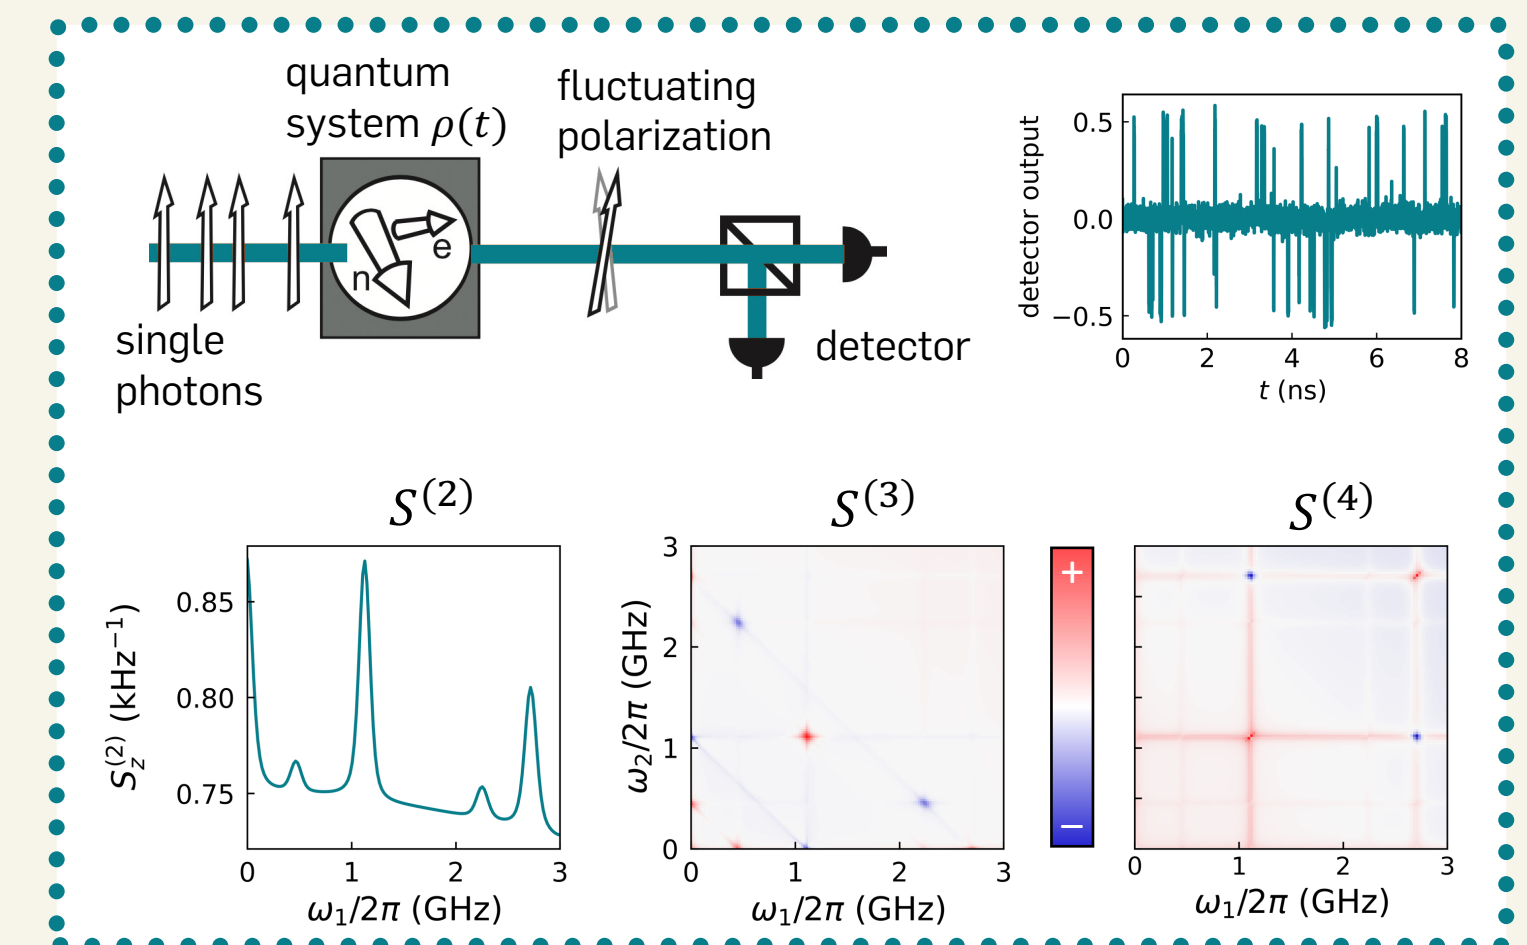 quantum
system ρ(t)
fluctuating
polarization
n
e
single
photons
detector
detector output
0.5
0.0
−0.5
0 2 4 6 8
t (ns)
S⁽²⁾
S_z⁽²⁾ (kHz⁻¹)
0.85
0.80
0.75
0 1 2 3
ω₁/2π (GHz)
S⁽³⁾
ω₂/2π (GHz)
3
2
1
0
0 1 2 3
ω₁/2π (GHz)
+
−
S⁽⁴⁾
0 1 2 3
ω₁/2π (GHz)